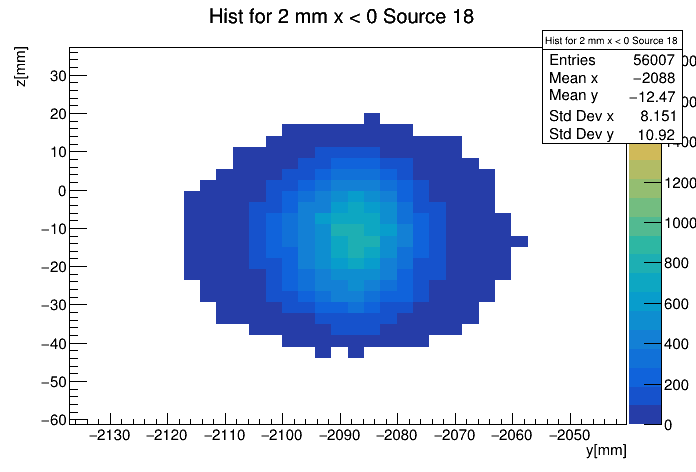 Hist for 2 mm x < 0 Source 18
Hist for 2 mm x < 0 Source 18
Entries 56007
Mean x −2088
Mean y −12.47
Std Dev x 8.151
Std Dev y 10.92
z[mm]
30
20
10
0
−10
−20
−30
−40
−50
−60
−2130 −2120 −2110 −2100 −2090 −2080 −2070 −2060 −2050
y[mm]
1200
1000
800
600
400
200
0